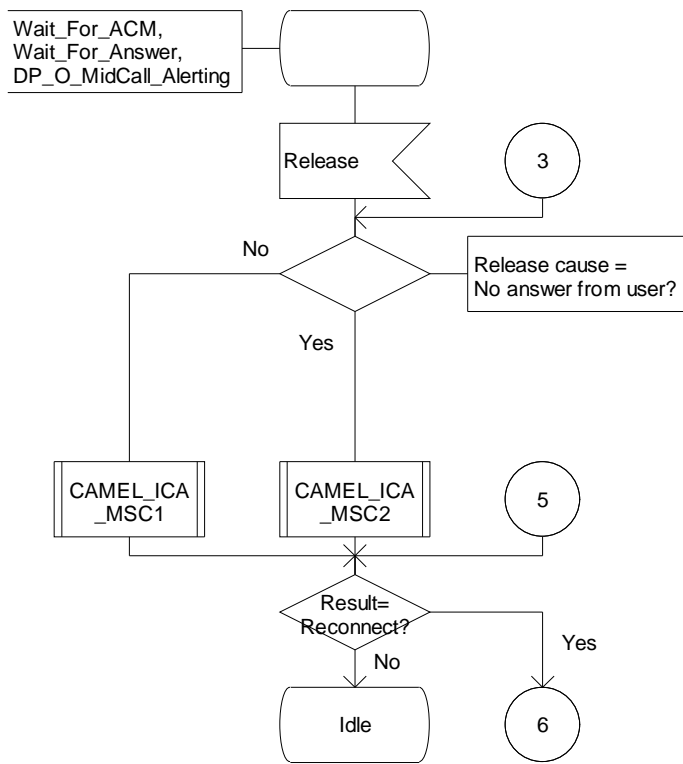 Wait_For_ACM,
Wait_For_Answer,
DP_O_MidCall_Alerting
Release
3
No
Release cause =
No answer from user?
Yes
CAMEL_ICA
_MSC1
CAMEL_ICA
_MSC2
5
Result=
Reconnect?
Yes
No
Idle
6